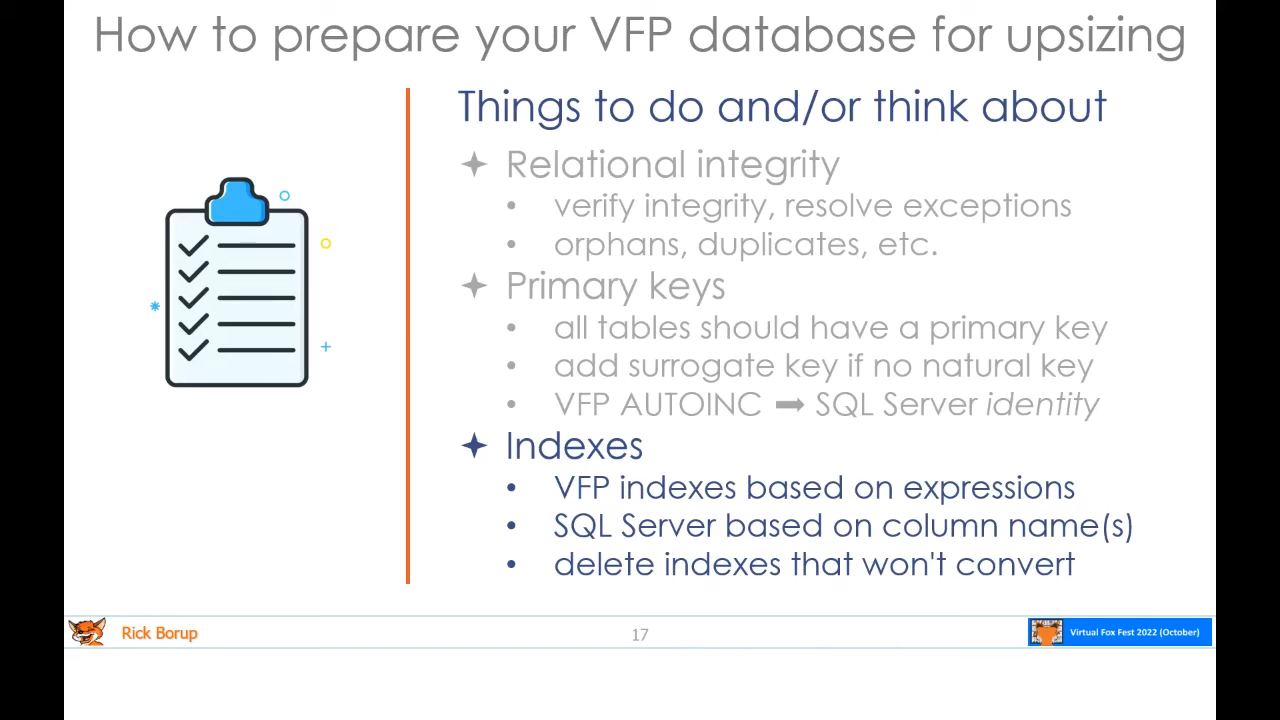 How to prepare your VFP database for upsizing
Things to do and/or think about
Relational integrity
• verify integrity, resolve exceptions
• orphans, duplicates, etc.
Primary keys
• all tables should have a primary key
• add surrogate key if no natural key
• VFP AUTOINC ➡ SQL Server identity
Indexes
• VFP indexes based on expressions
• SQL Server based on column name(s)
• delete indexes that won't convert
Rick Borup
17
Virtual Fox Fest 2022 (October)